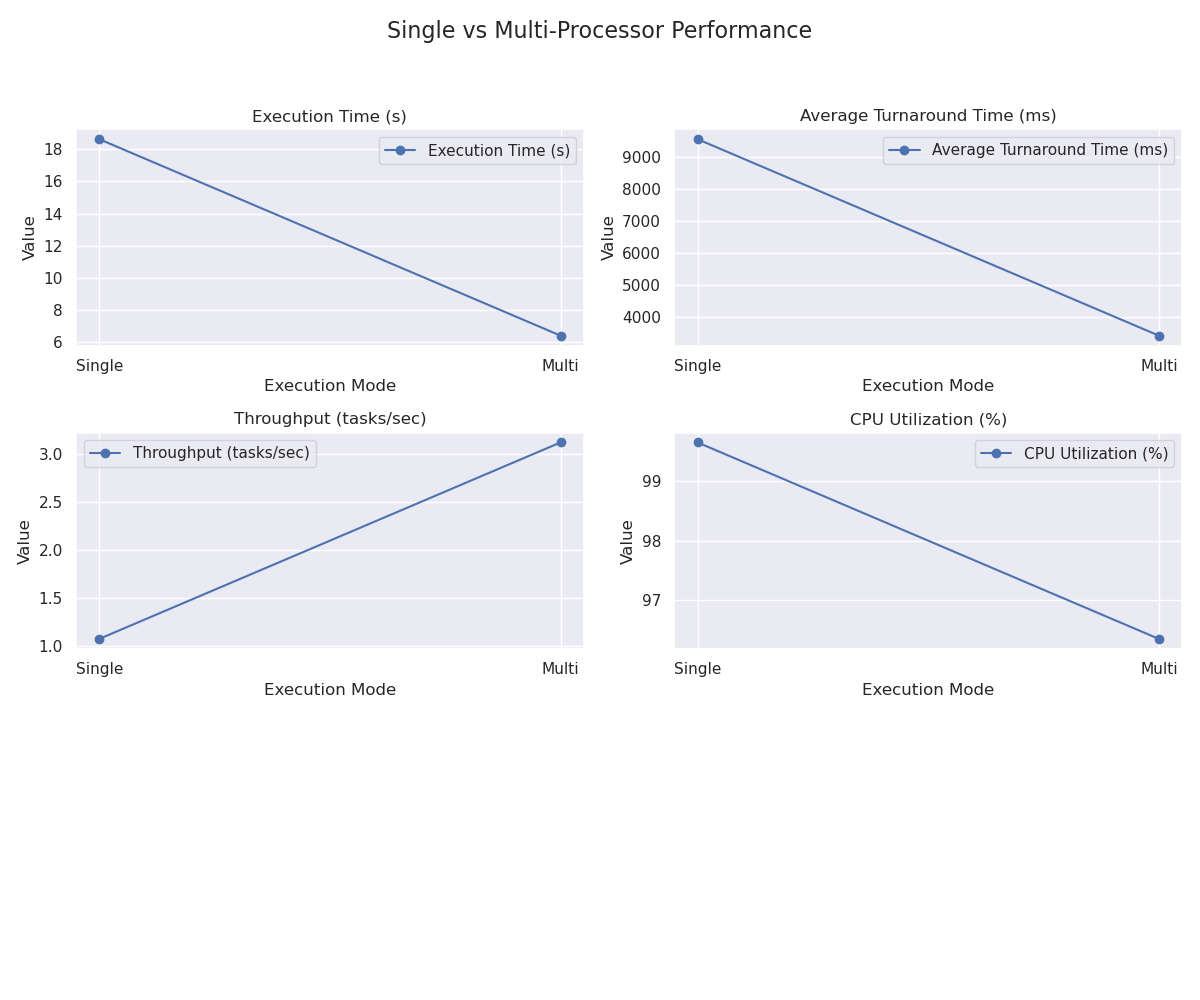 Single vs Multi-Processor Performance
Execution Time (s)
Execution Time (s)
Value
18
16
14
12
10
8
6
Single
Multi
Execution Mode
Average Turnaround Time (ms)
Average Turnaround Time (ms)
Value
9000
8000
7000
6000
5000
4000
Single
Multi
Execution Mode
Throughput (tasks/sec)
Throughput (tasks/sec)
Value
3.0
2.5
2.0
1.5
1.0
Single
Multi
Execution Mode
CPU Utilization (%)
CPU Utilization (%)
Value
99
98
97
Single
Multi
Execution Mode